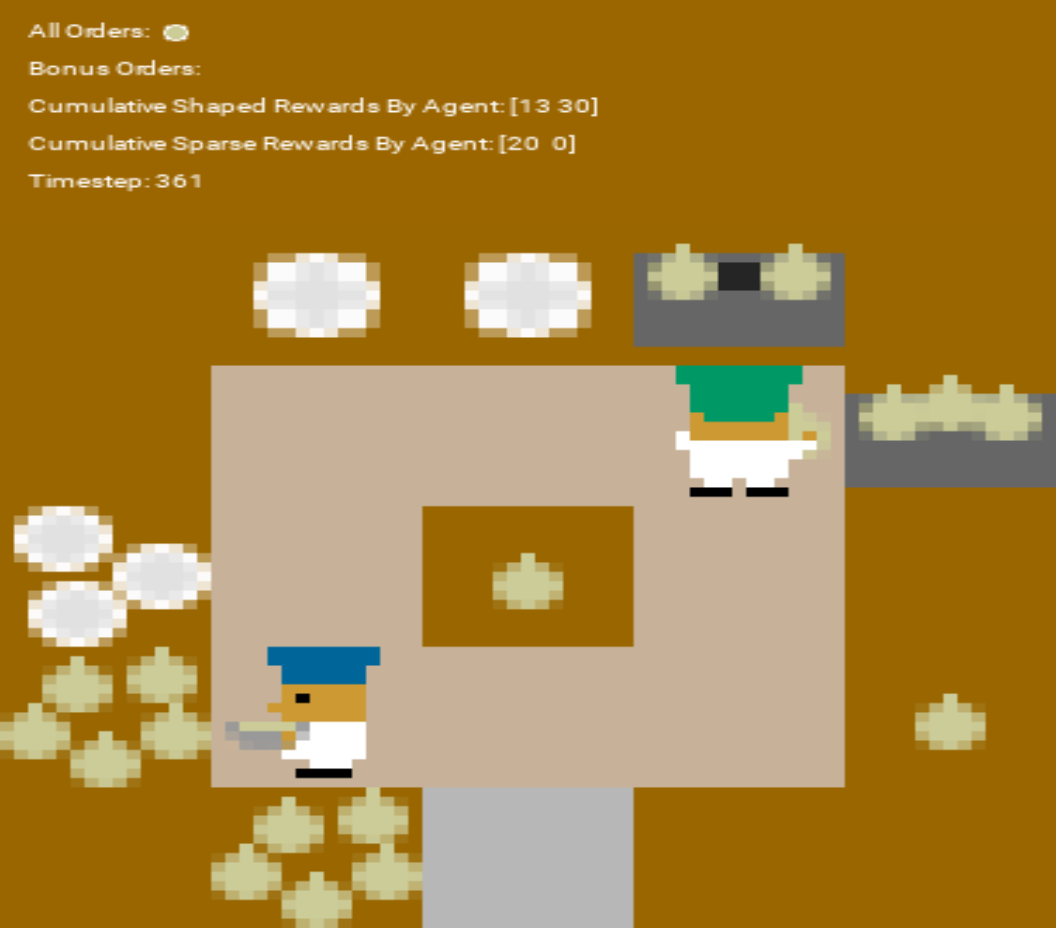 All Orders:
Bonus Orders:
Cumulative Shaped Rewards By Agent: [13 30]
Cumulative Sparse Rewards By Agent: [20  0]
Timestep: 361